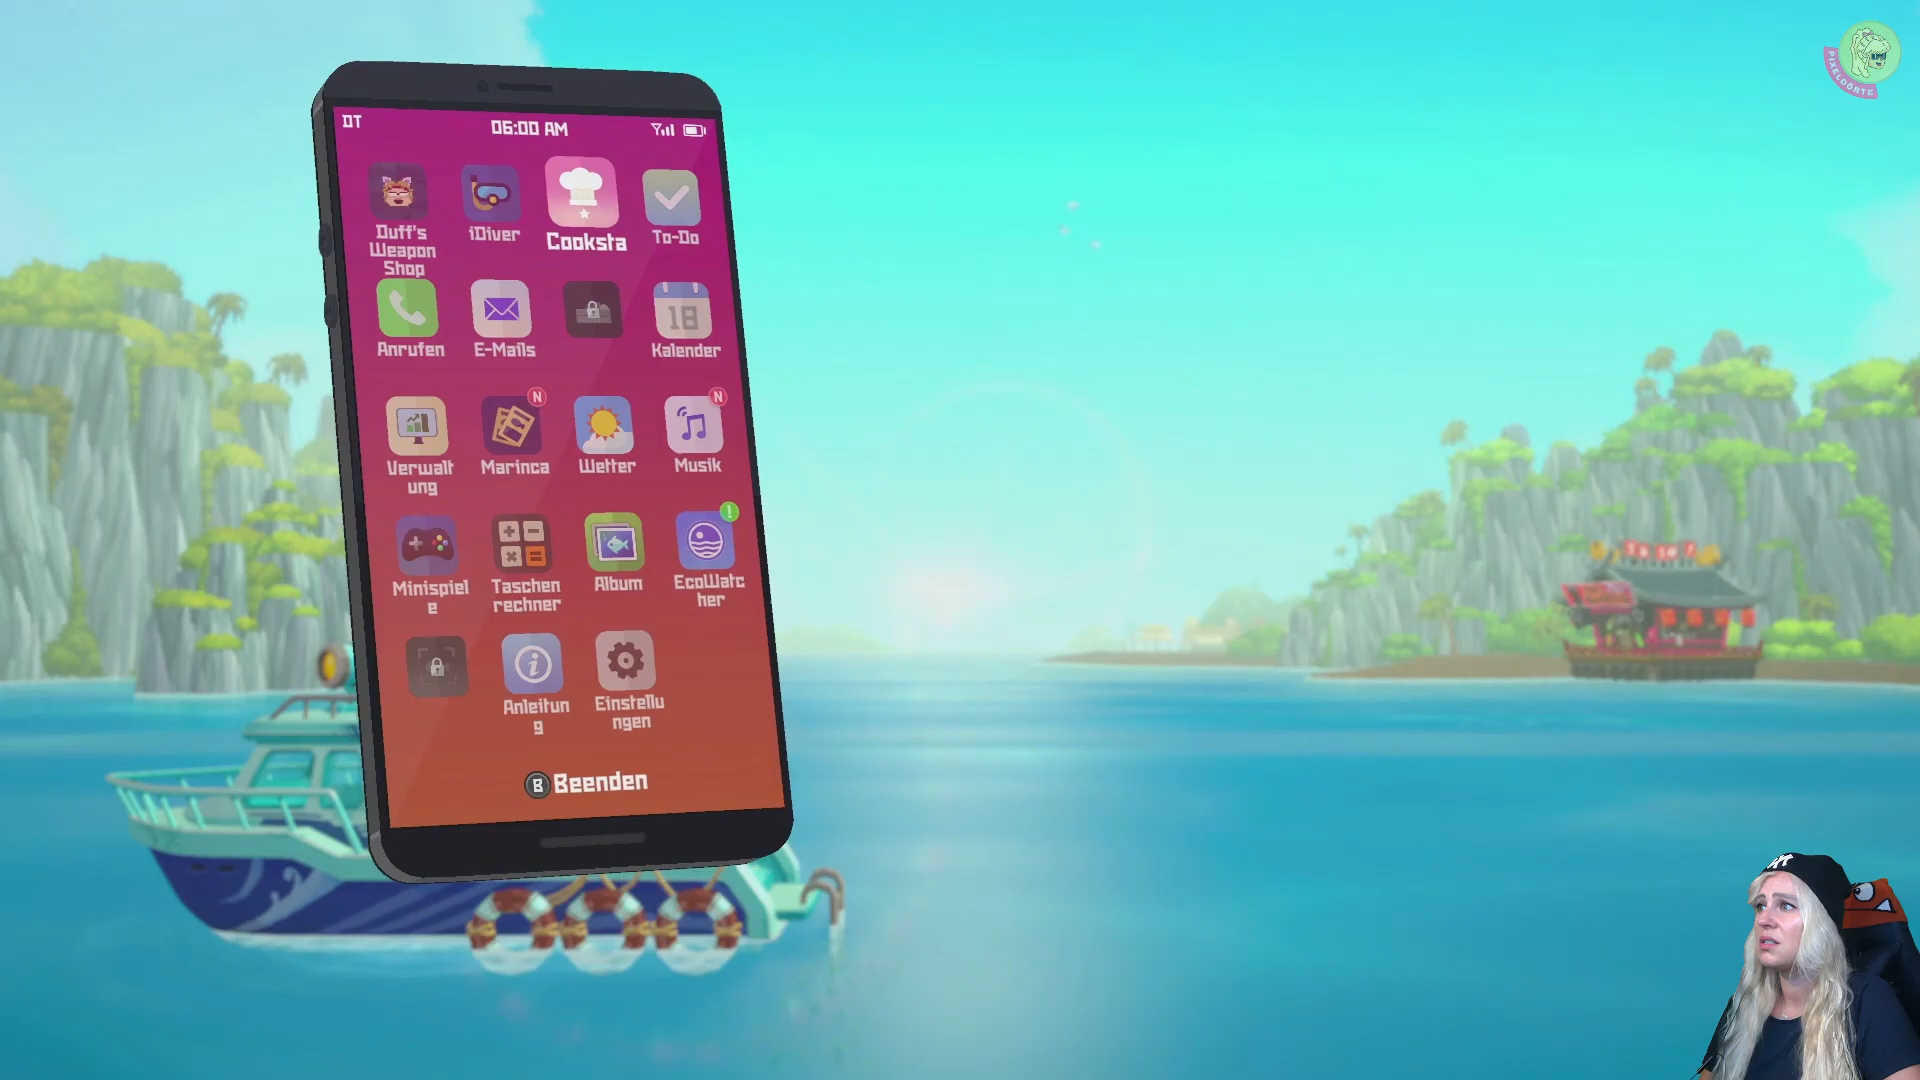 DT
06:00 AM
Duff's
Weapon
Shop
iDiver
Cooksta
To-Do
Anrufen
E-Mails
18
Kalender
Verwalt
ung
N
Marinca
Wetter
N
Musik
Minispiel
e
Taschen
rechner
Album
!
EcoWatc
her
Anleitun
g
Einstellu
ngen
B Beenden
PIXELDÖRTE